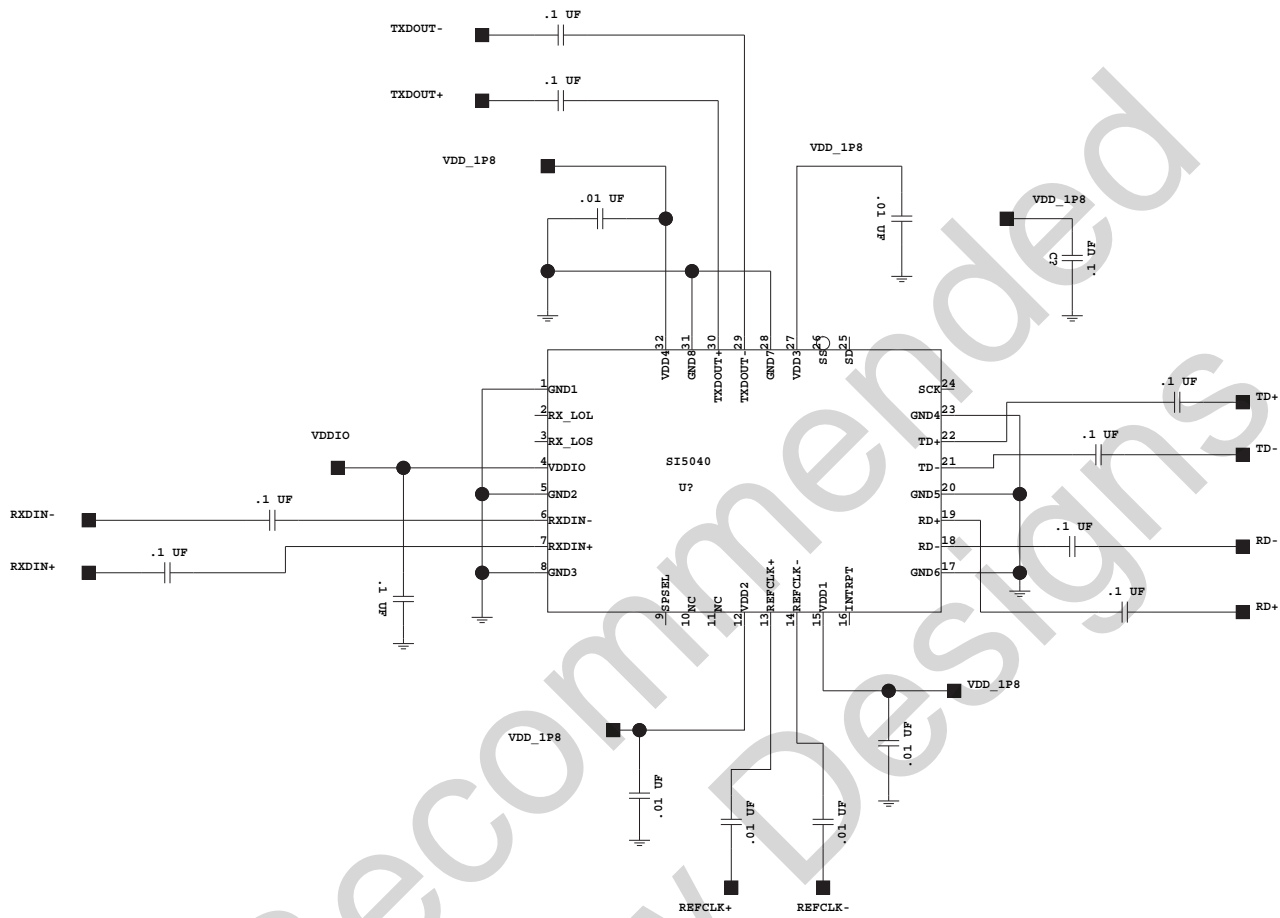 .1 UF
TXDOUT-
.1 UF
TXDOUT+
VDD_1P8
VDD_1P8
.01 UF
.01 UF
VDD_1P8
.1 UF
C?
32
31
30
29
28
27
26
25
VDD4
GND8
TXDOUT+
TXDOUT-
GND7
VDD3
SS
SD
1 GND1
2 RX_LOL
3 RX_LOS
4 VDDIO
5 GND2
6 RXDIN-
7 RXDIN+
8 GND3
SCK 24
GND4 23
TD+ 22
TD- 21
GND5 20
RD+ 19
RD- 18
GND6 17
SI5040
U?
VDDIO
.1 UF
RXDIN-
.1 UF
RXDIN+
.1 UF
.1 UF
TD+
.1 UF
TD-
.1 UF
RD-
.1 UF
RD+
9 SPSEL
10 NC
11 NC
12 VDD2
13 REFCLK+
14 REFCLK-
15 VDD1
16 INTRPT
VDD_1P8
.01 UF
VDD_1P8
.01 UF
.01 UF
.01 UF
REFCLK+
REFCLK-
ecommended
Designs